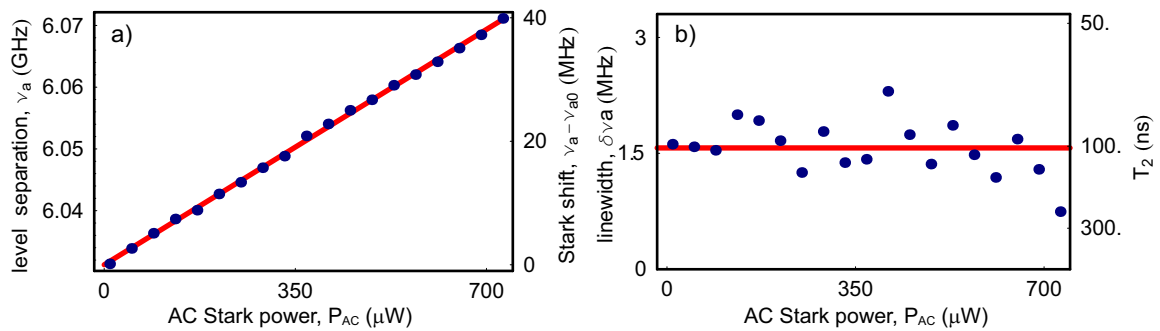 a)
level separation, νa (GHz)
6.07
6.06
6.05
6.04
40
20
0
Stark shift, νa–νa0 (MHz)
0
350
700
AC Stark power, PAC (μW)
b)
linewidth, δνa (MHz)
3
1.5
0
50.
100.
300.
T2 (ns)
0
350
700
AC Stark power, PAC (μW)